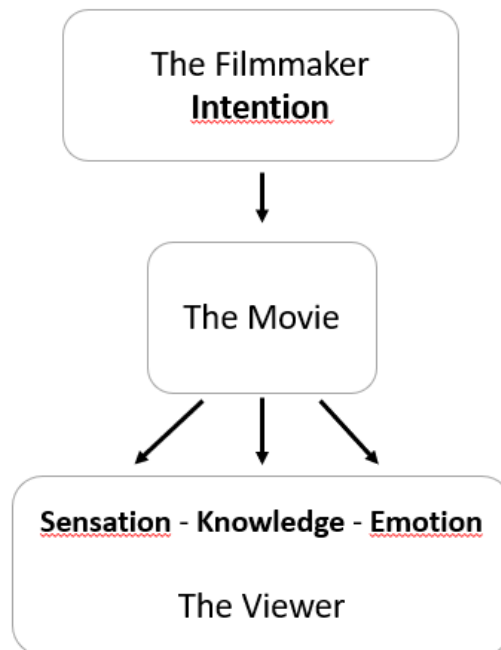 The Filmmaker
Intention
The Movie
Sensation - Knowledge - Emotion
The Viewer